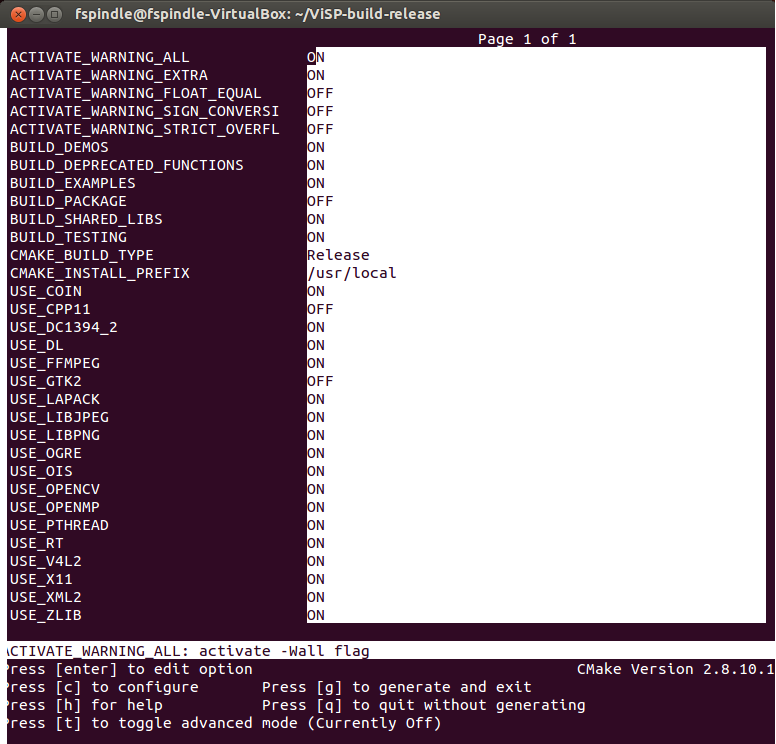 fspindle@fspindle-VirtualBox: ~/ViSP-build-release
Page 1 of 1
ACTIVATE_WARNING_ALL ON
ACTIVATE_WARNING_EXTRA ON
ACTIVATE_WARNING_FLOAT_EQUAL OFF
ACTIVATE_WARNING_SIGN_CONVERSI OFF
ACTIVATE_WARNING_STRICT_OVERFL OFF
BUILD_DEMOS ON
BUILD_DEPRECATED_FUNCTIONS ON
BUILD_EXAMPLES ON
BUILD_PACKAGE OFF
BUILD_SHARED_LIBS ON
BUILD_TESTING ON
CMAKE_BUILD_TYPE Release
CMAKE_INSTALL_PREFIX /usr/local
USE_COIN ON
USE_CPP11 OFF
USE_DC1394_2 ON
USE_DL ON
USE_FFMPEG ON
USE_GTK2 OFF
USE_LAPACK ON
USE_LIBJPEG ON
USE_LIBPNG ON
USE_OGRE ON
USE_OIS ON
USE_OPENCV ON
USE_OPENMP ON
USE_PTHREAD ON
USE_RT ON
USE_V4L2 ON
USE_X11 ON
USE_XML2 ON
USE_ZLIB ON
ACTIVATE_WARNING_ALL: activate -Wall flag
Press [enter] to edit option CMake Version 2.8.10.1
Press [c] to configure Press [g] to generate and exit
Press [h] for help Press [q] to quit without generating
Press [t] to toggle advanced mode (Currently Off)